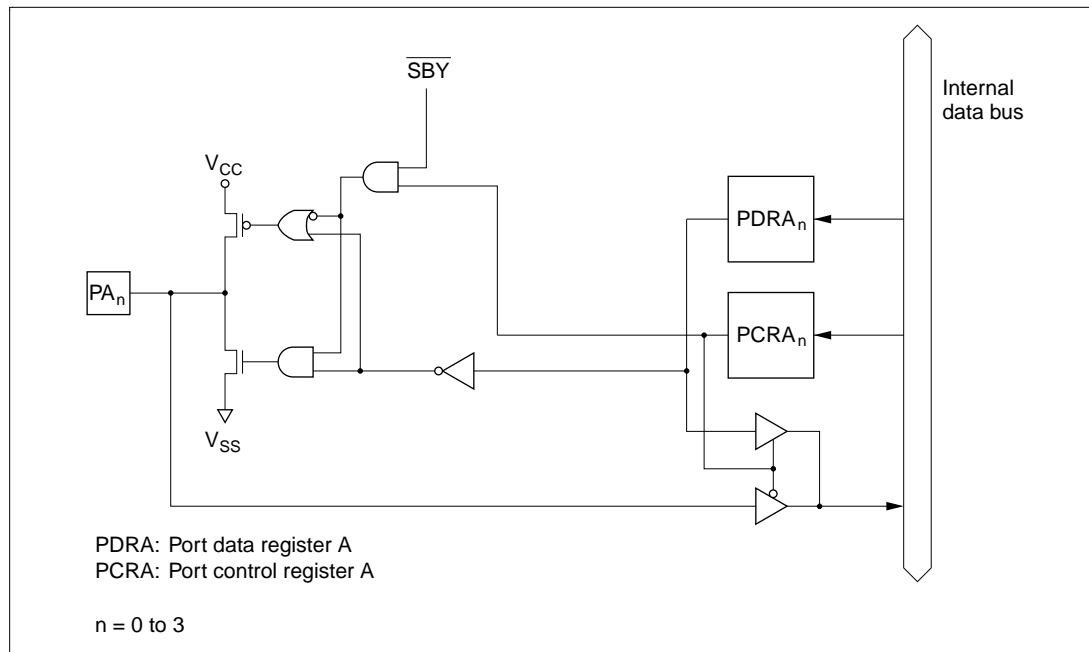 SBY
Internal
data bus
VCC
PDRAn
PAn
PCRAn
VSS
PDRA: Port data register A
PCRA: Port control register A
n = 0 to 3